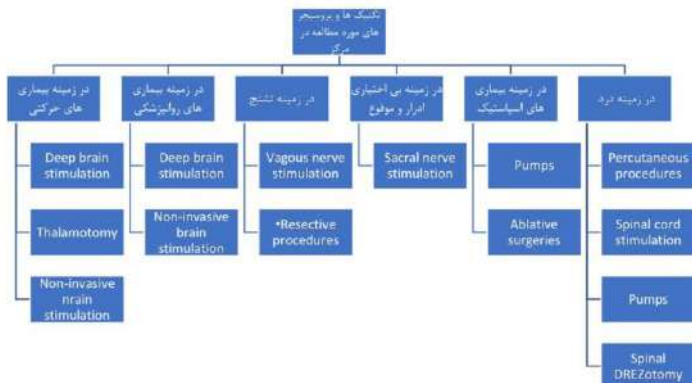 تکنیک ها و پروسیجر
های مورد مطالعه در
مرکز
در زمینه درد
در زمینه بیماری
های اسپاستیک
در زمینه بی اختیاری
ادرار و موفوع
در زمینه تشنج
در زمینه بیماری
های روانپزشکی
در زمینه بیماری
های حرکتی
Percutaneous
procedures
Spinal cord
stimulation
Pumps
Spinal
DREZotomy
Pumps
Ablative
surgeries
Sacral nerve
stimulation
Vagous nerve
stimulation
•Resective
procedures
Deep brain
stimulation
Non-invasive
brain
stimulation
Deep brain
stimulation
Thalamotomy
Non-invasive
nrain
stimulation